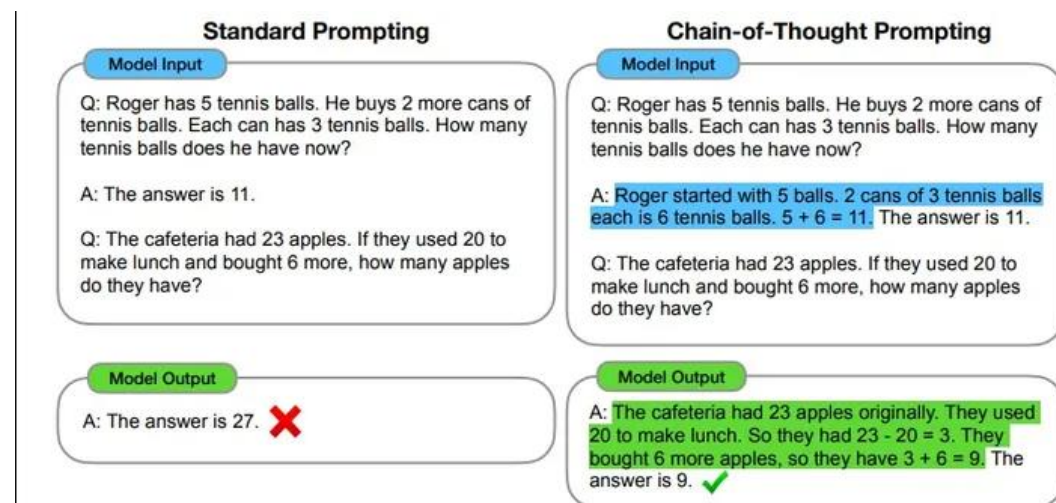 Standard Prompting
Model Input
Q: Roger has 5 tennis balls. He buys 2 more cans of
tennis balls. Each can has 3 tennis balls. How many
tennis balls does he have now?
A: The answer is 11.
Q: The cafeteria had 23 apples. If they used 20 to
make lunch and bought 6 more, how many apples
do they have?
Model Output
A: The answer is 27.
Chain-of-Thought Prompting
Model Input
Q: Roger has 5 tennis balls. He buys 2 more cans of
tennis balls. Each can has 3 tennis balls. How many
tennis balls does he have now?
A: Roger started with 5 balls. 2 cans of 3 tennis balls
each is 6 tennis balls. 5 + 6 = 11. The answer is 11.
Q: The cafeteria had 23 apples. If they used 20 to
make lunch and bought 6 more, how many apples
do they have?
Model Output
A: The cafeteria had 23 apples originally. They used
20 to make lunch. So they had 23 - 20 = 3. They
bought 6 more apples, so they have 3 + 6 = 9. The
answer is 9.